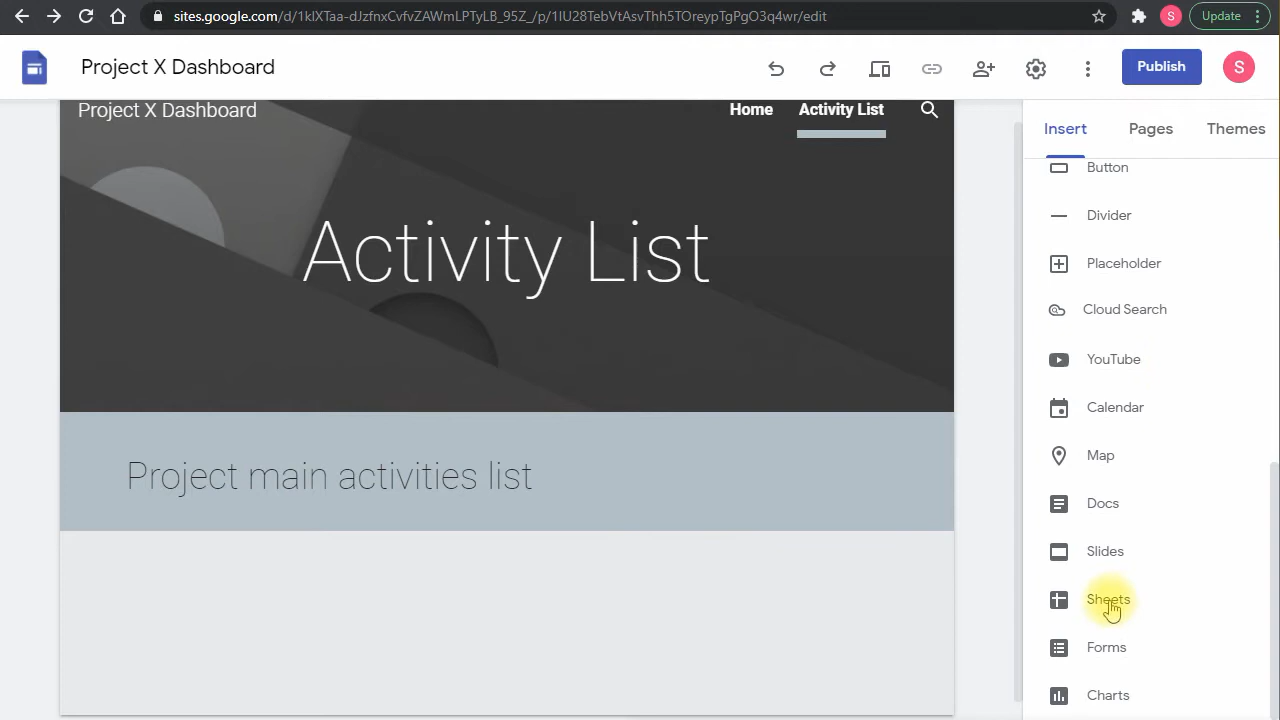 sites.google.com/d/1klXTaa-dJzfnxCvfvZAWmLPTyLB_95Z_/p/1IU28TebVtAsvThh5TOreypTgPgO3q4wr/edit
S
Update
Project X Dashboard
Publish
S
Project X Dashboard
Home
Activity List
Activity List
Project main activities list
Insert
Pages
Themes
Button
Divider
Placeholder
Cloud Search
YouTube
Calendar
Map
Docs
Slides
Sheets
Forms
Charts